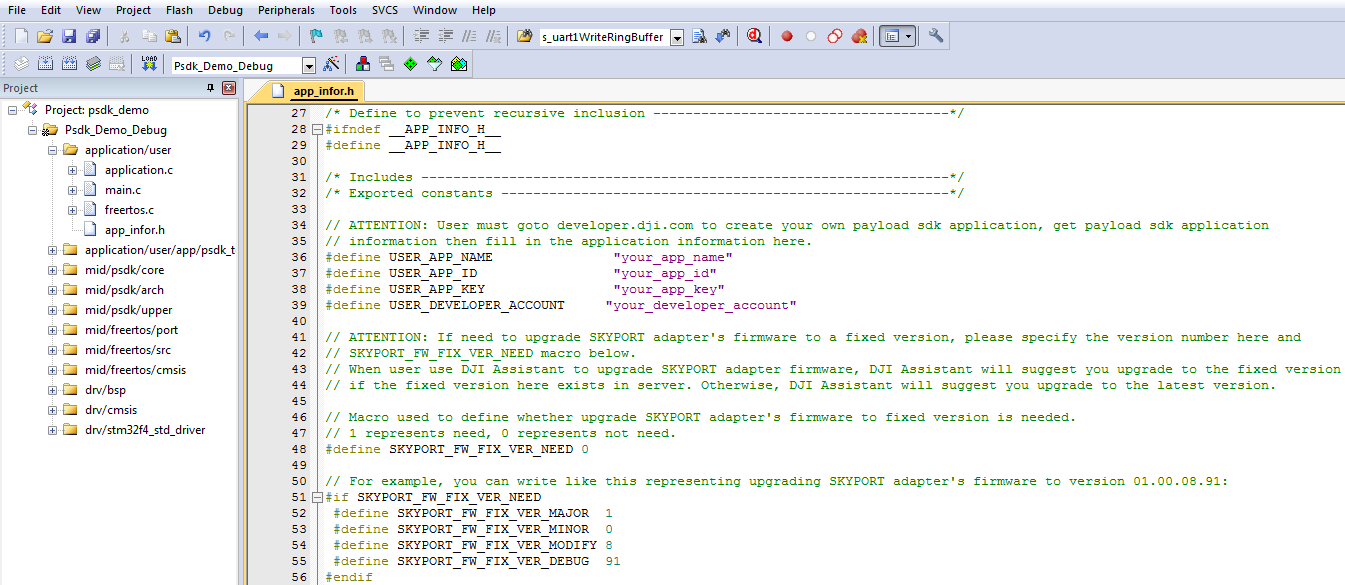 File Edit View Project Flash Debug Peripherals Tools SVCS Window Help
s_uart1WriteRingBuffer
LOAD Psdk_Demo_Debug
Project
app_infor.h
Project: psdk_demo
Psdk_Demo_Debug
application/user
application.c
main.c
freertos.c
app_infor.h
application/user/app/psdk_t
mid/psdk/core
mid/psdk/arch
mid/psdk/upper
mid/freertos/port
mid/freertos/src
mid/freertos/cmsis
drv/bsp
drv/cmsis
drv/stm32f4_std_driver
27 /* Define to prevent recursive inclusion -------------------------------------*/
28 #ifndef __APP_INFO_H__
29 #define __APP_INFO_H__
30
31 /* Includes ------------------------------------------------------------------*/
32 /* Exported constants --------------------------------------------------------*/
33
34 // ATTENTION: User must goto developer.dji.com to create your own payload sdk application, get payload sdk application
35 // information then fill in the application information here.
36 #define USER_APP_NAME "your_app_name"
37 #define USER_APP_ID "your_app_id"
38 #define USER_APP_KEY "your_app_key"
39 #define USER_DEVELOPER_ACCOUNT "your_developer_account"
40
41 // ATTENTION: If need to upgrade SKYPORT adapter's firmware to a fixed version, please specify the version number here and
42 // SKYPORT_FW_FIX_VER_NEED macro below.
43 // When user use DJI Assistant to upgrade SKYPORT adapter firmware, DJI Assistant will suggest you upgrade to the fixed version
44 // if the fixed version here exists in server. Otherwise, DJI Assistant will suggest you upgrade to the latest version.
45
46 // Macro used to define whether upgrade SKYPORT adapter's firmware to fixed version is needed.
47 // 1 represents need, 0 represents not need.
48 #define SKYPORT_FW_FIX_VER_NEED 0
49
50 // For example, you can write like this representing upgrading SKYPORT adapter's firmware to version 01.00.08.91:
51 #if SKYPORT_FW_FIX_VER_NEED
52 #define SKYPORT_FW_FIX_VER_MAJOR 1
53 #define SKYPORT_FW_FIX_VER_MINOR 0
54 #define SKYPORT_FW_FIX_VER_MODIFY 8
55 #define SKYPORT_FW_FIX_VER_DEBUG 91
56 #endif